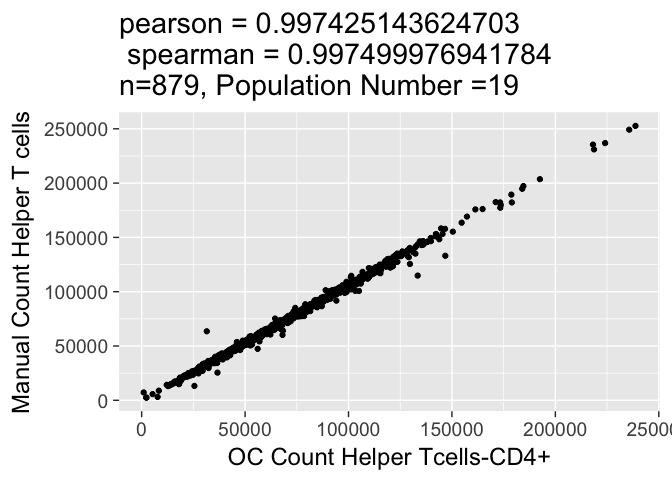 pearson = 0.997425143624703
spearman = 0.997499976941784
n=879, Population Number =19
Manual Count Helper T cells
250000
200000
150000
100000
50000
0
0 50000 100000 150000 200000 25000
OC Count Helper Tcells-CD4+